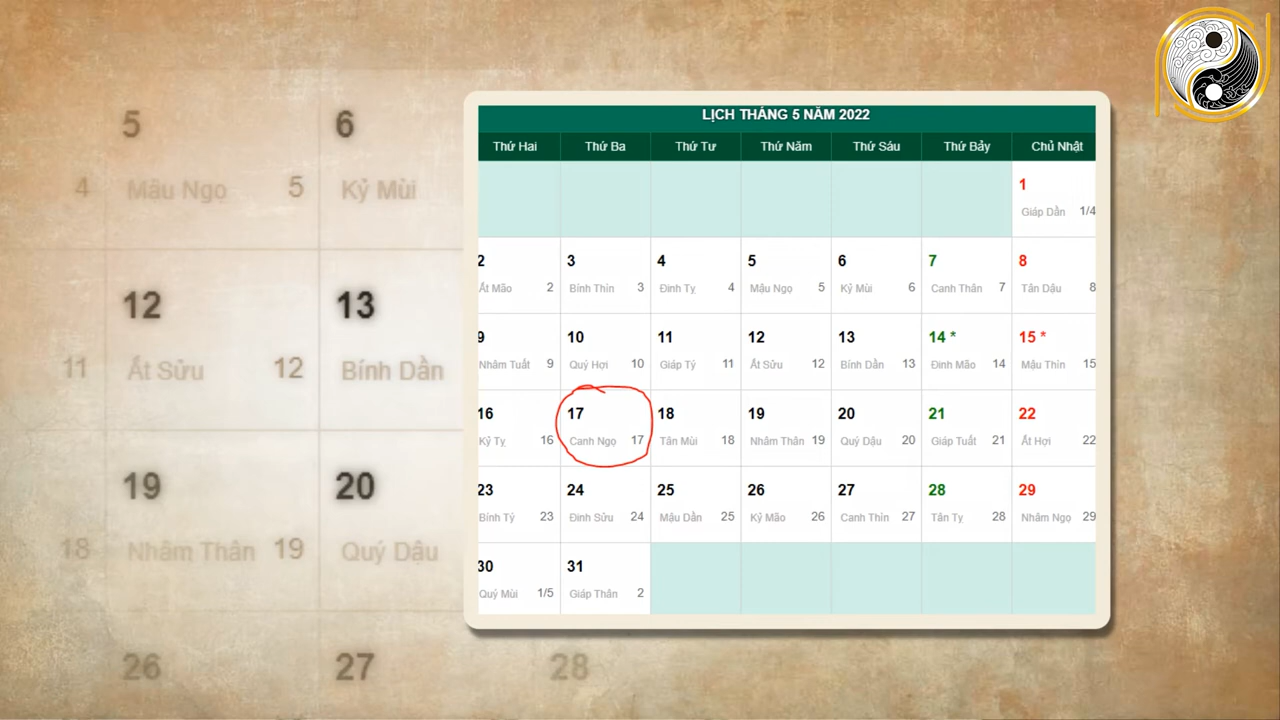 LỊCH THÁNG 5 NĂM 2022
Thứ Hai Thứ Ba Thứ Tư Thứ Năm Thứ Sáu Thứ Bảy Chủ Nhật
1
Giáp Dần 1/4
2 3 4 5 6 7 8
Ất Mão 2 Bính Thìn 3 Đinh Tỵ 4 Mậu Ngọ 5 Kỷ Mùi 6 Canh Thân 7 Tân Dậu 8
9 10 11 12 13 14 * 15 *
Nhâm Tuất 9 Quý Hợi 10 Giáp Tý 11 Ất Sửu 12 Bính Dần 13 Đinh Mão 14 Mậu Thìn 15
16 17 18 19 20 21 22
Kỷ Tỵ 16 Canh Ngọ 17 Tân Mùi 18 Nhâm Thân 19 Quý Dậu 20 Giáp Tuất 21 Ất Hợi 22
23 24 25 26 27 28 29
Bính Tý 23 Đinh Sửu 24 Mậu Dần 25 Kỷ Mão 26 Canh Thìn 27 Tân Tỵ 28 Nhâm Ngọ 29
30 31
Quý Mùi 1/5 Giáp Thân 2
5 6
4 Mậu Ngọ 5 Kỷ Mùi
12 13
11 Ất Sửu 12 Bính Dần
19 20
18 Nhâm Thân 19 Quý Dậu
26 27 28